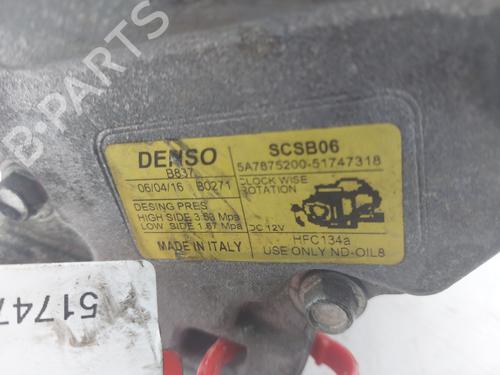 DENSO
B837
06/04/16 B0271
DESING PRES
HIGH SIDE 3.53 Mpa
LOW SIDE 1.67 Mpa
MADE IN ITALY
SCSB06
5A7875200-51747318
CLOCK WISE
ROTATION
DC 12V
HFC134a
USE ONLY ND-OIL8
51747
B-PARTS